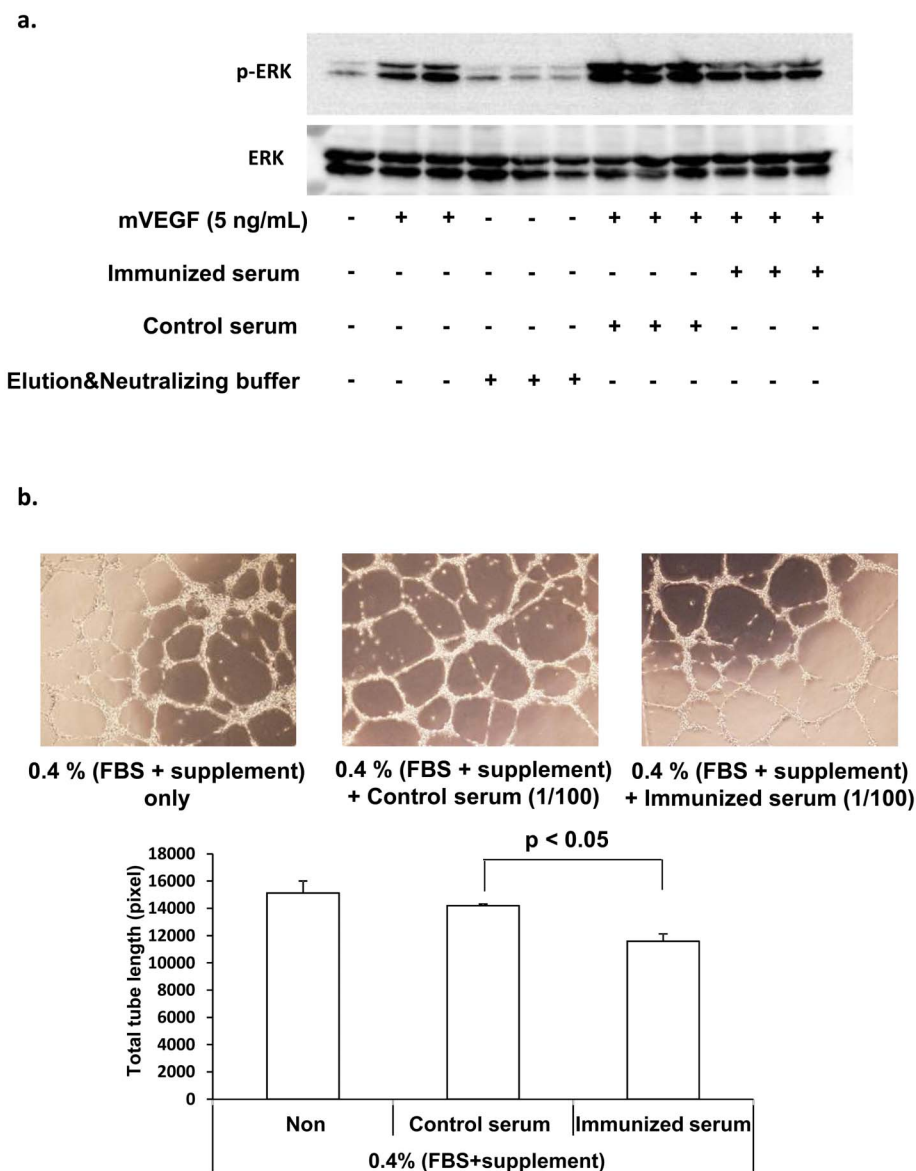 a.
p-ERK
ERK
mVEGF (5 ng/mL) - + + - - - + + + + + +
Immunized serum - - - - - - - - - + + +
Control serum - - - - - - + + + - - -
Elution&Neutralizing buffer - - - + + + - - - - - -
b.
0.4 % (FBS + supplement)
only
0.4 % (FBS + supplement)
+ Control serum (1/100)
0.4 % (FBS + supplement)
+ Immunized serum (1/100)
p < 0.05
Total tube length (pixel)
18000
16000
14000
12000
10000
8000
6000
4000
2000
0
Non Control serum Immunized serum
0.4% (FBS+supplement)